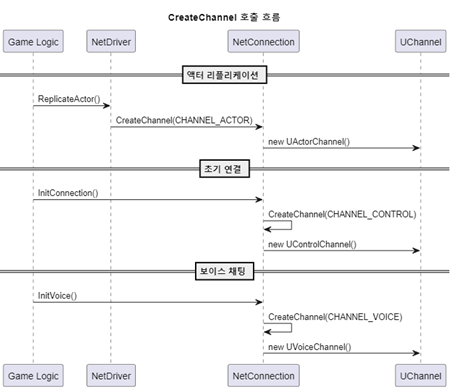 CreateChannel 호출 흐름
Game Logic NetDriver NetConnection UChannel
액터 리플리케이션
ReplicateActor()
CreateChannel(CHANNEL_ACTOR)
new UActorChannel()
초기 연결
InitConnection()
CreateChannel(CHANNEL_CONTROL)
new UControlChannel()
보이스 채팅
InitVoice()
CreateChannel(CHANNEL_VOICE)
new UVoiceChannel()
Game Logic NetDriver NetConnection UChannel